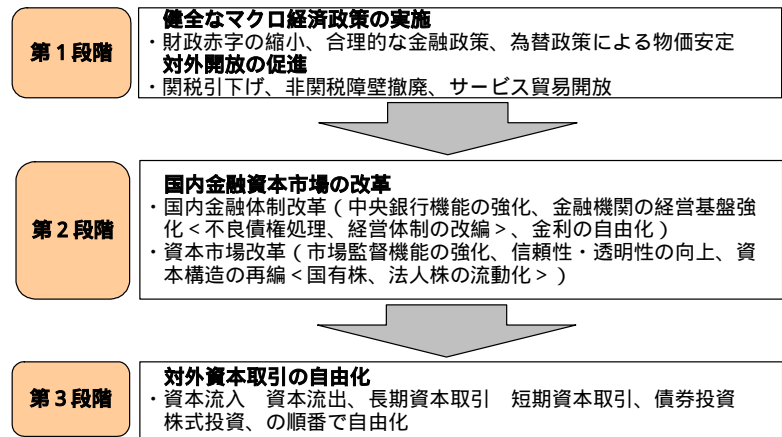 第1段階
健全なマクロ経済政策の実施
・財政赤字の縮小、合理的な金融政策、為替政策による物価安定
対外開放の促進
・関税引下げ、非関税障壁撤廃、サービス貿易開放
第2段階
国内金融資本市場の改革
・国内金融体制改革（中央銀行機能の強化、金融機関の経営基盤強
化＜不良債権処理、経営体制の改編＞、金利の自由化）
・資本市場改革（市場監督機能の強化、信頼性・透明性の向上、資
本構造の再編＜国有株、法人株の流動化＞）
第3段階
対外資本取引の自由化
・資本流入　資本流出、長期資本取引　短期資本取引、債券投資
株式投資、の順番で自由化